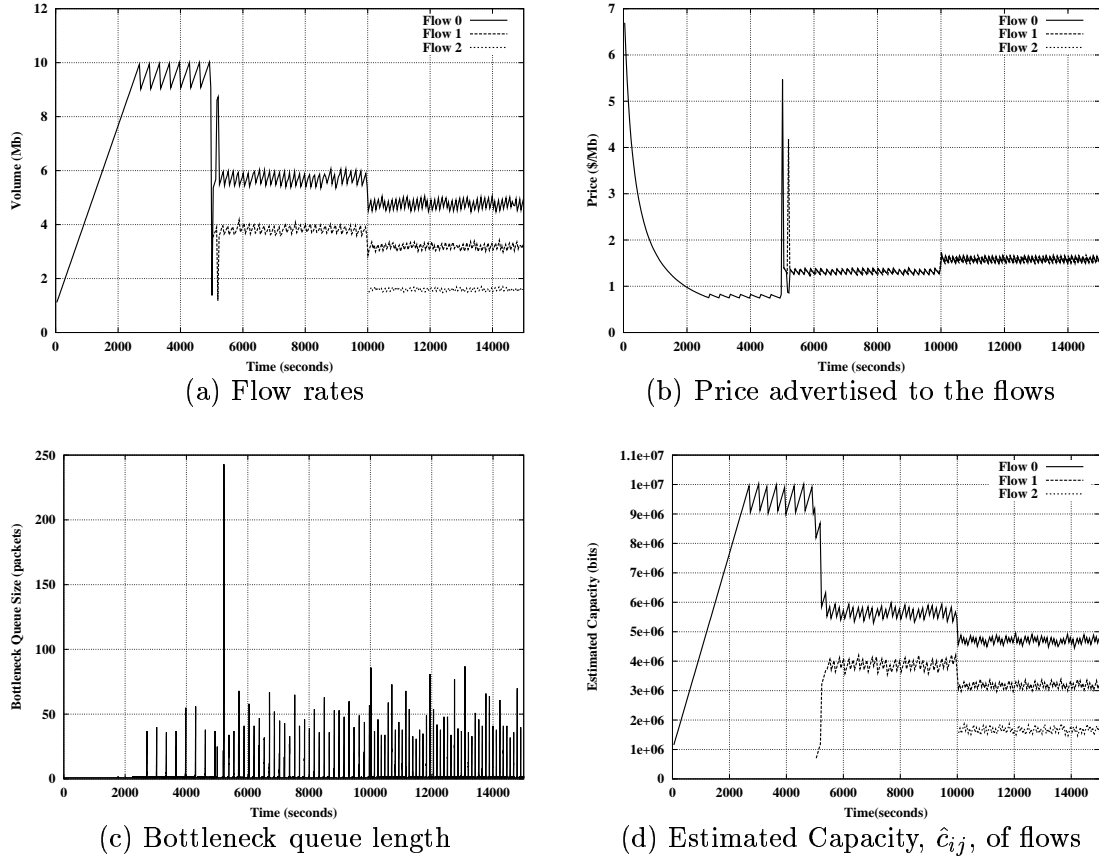 12
10
8
6
4
2
0
Volume (Mb)
Flow 0
Flow 1
Flow 2
0 2000 4000 6000 8000 10000 12000 14000
Time (seconds)
(a) Flow rates
7
6
5
4
3
2
1
0
Price ($/Mb)
Flow 0
Flow 1
Flow 2
0 2000 4000 6000 8000 10000 12000 14000
Time (seconds)
(b) Price advertised to the flows
250
200
150
100
50
0
Bottleneck Queue Size (packets)
0 2000 4000 6000 8000 10000 12000 14000
Time (seconds)
(c) Bottleneck queue length
1.1e+07
1e+07
9e+06
8e+06
7e+06
6e+06
5e+06
4e+06
3e+06
2e+06
1e+06
0
Estimated Capacity (bits)
Flow 0
Flow 1
Flow 2
0 2000 4000 6000 8000 10000 12000 14000
Time(seconds)
(d) Estimated Capacity, ĉij, of flows